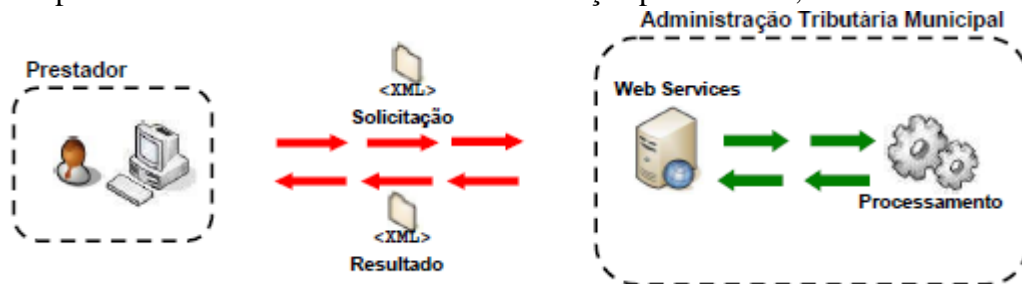 Administração Tributária Municipal
Prestador
<XML>
Solicitação
Web Services
Processamento
<XML>
Resultado